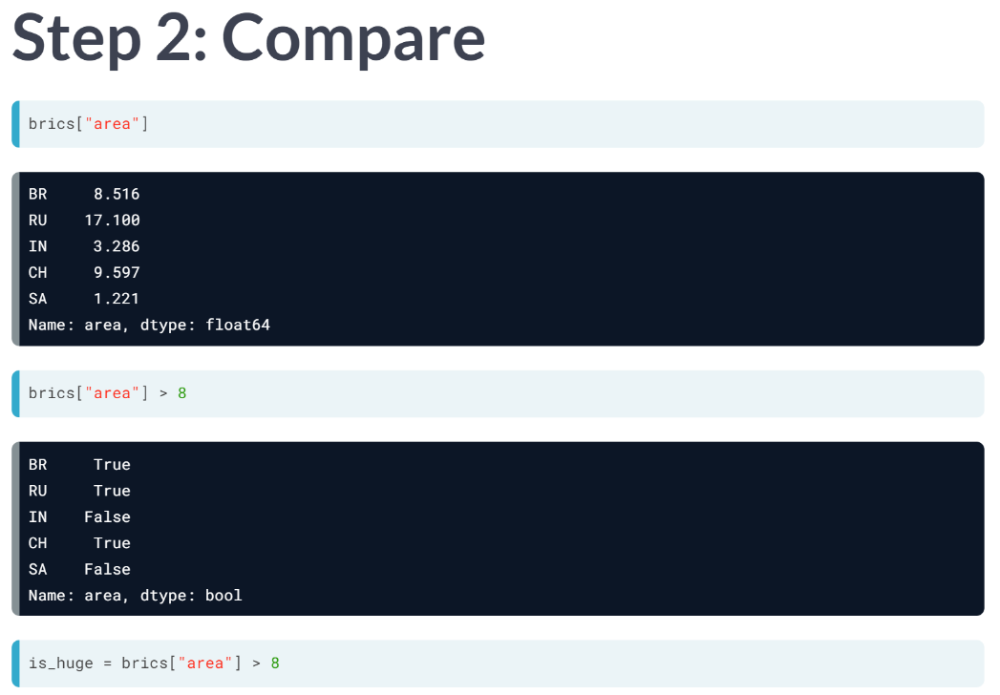 Step 2: Compare
brics["area"]
BR     8.516
RU    17.100
IN     3.286
CH     9.597
SA     1.221
Name: area, dtype: float64
brics["area"] > 8
BR     True
RU     True
IN    False
CH     True
SA    False
Name: area, dtype: bool
is_huge = brics["area"] > 8